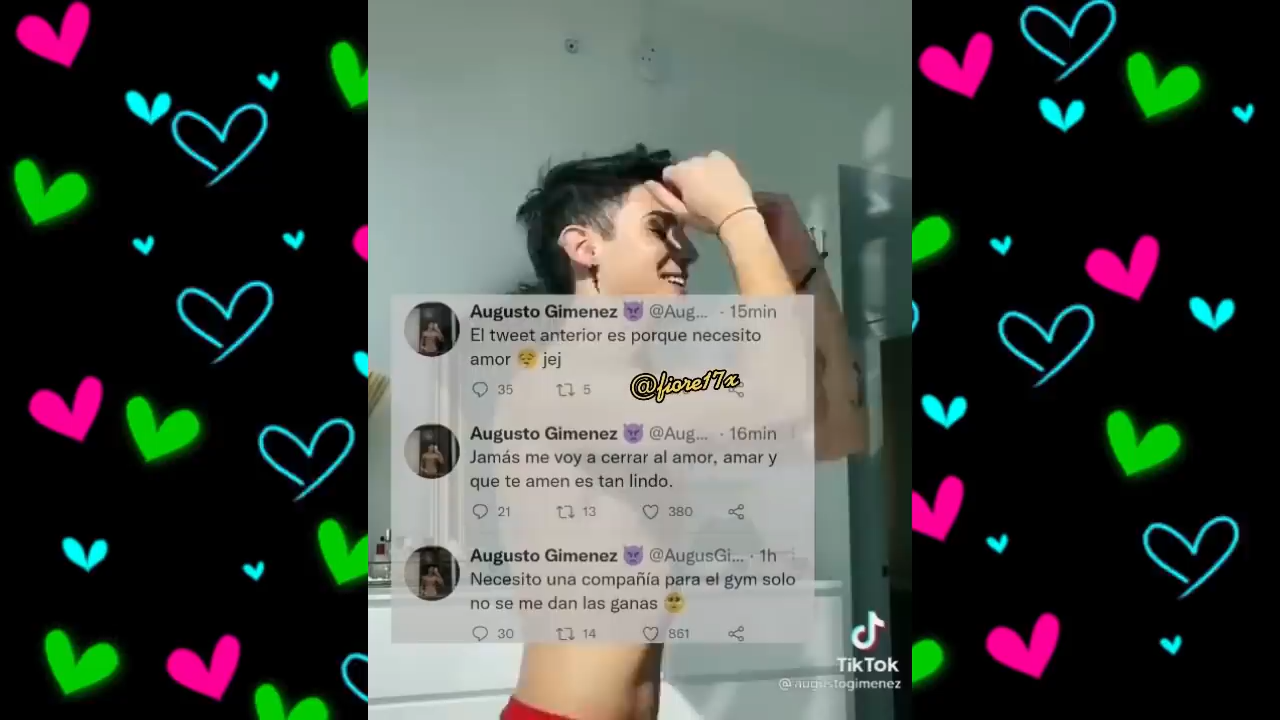 Augusto Gimenez 😈 @Aug... · 15min
El tweet anterior es porque necesito
amor 😔 jej
35 5
@fiore17x
Augusto Gimenez 😈 @Aug... · 16min
Jamás me voy a cerrar al amor, amar y
que te amen es tan lindo.
21 13 380
Augusto Gimenez 😈 @AugusGi... · 1h
Necesito una compañía para el gym solo
no se me dan las ganas 🥺
30 14 861
TikTok
@augustogimenez